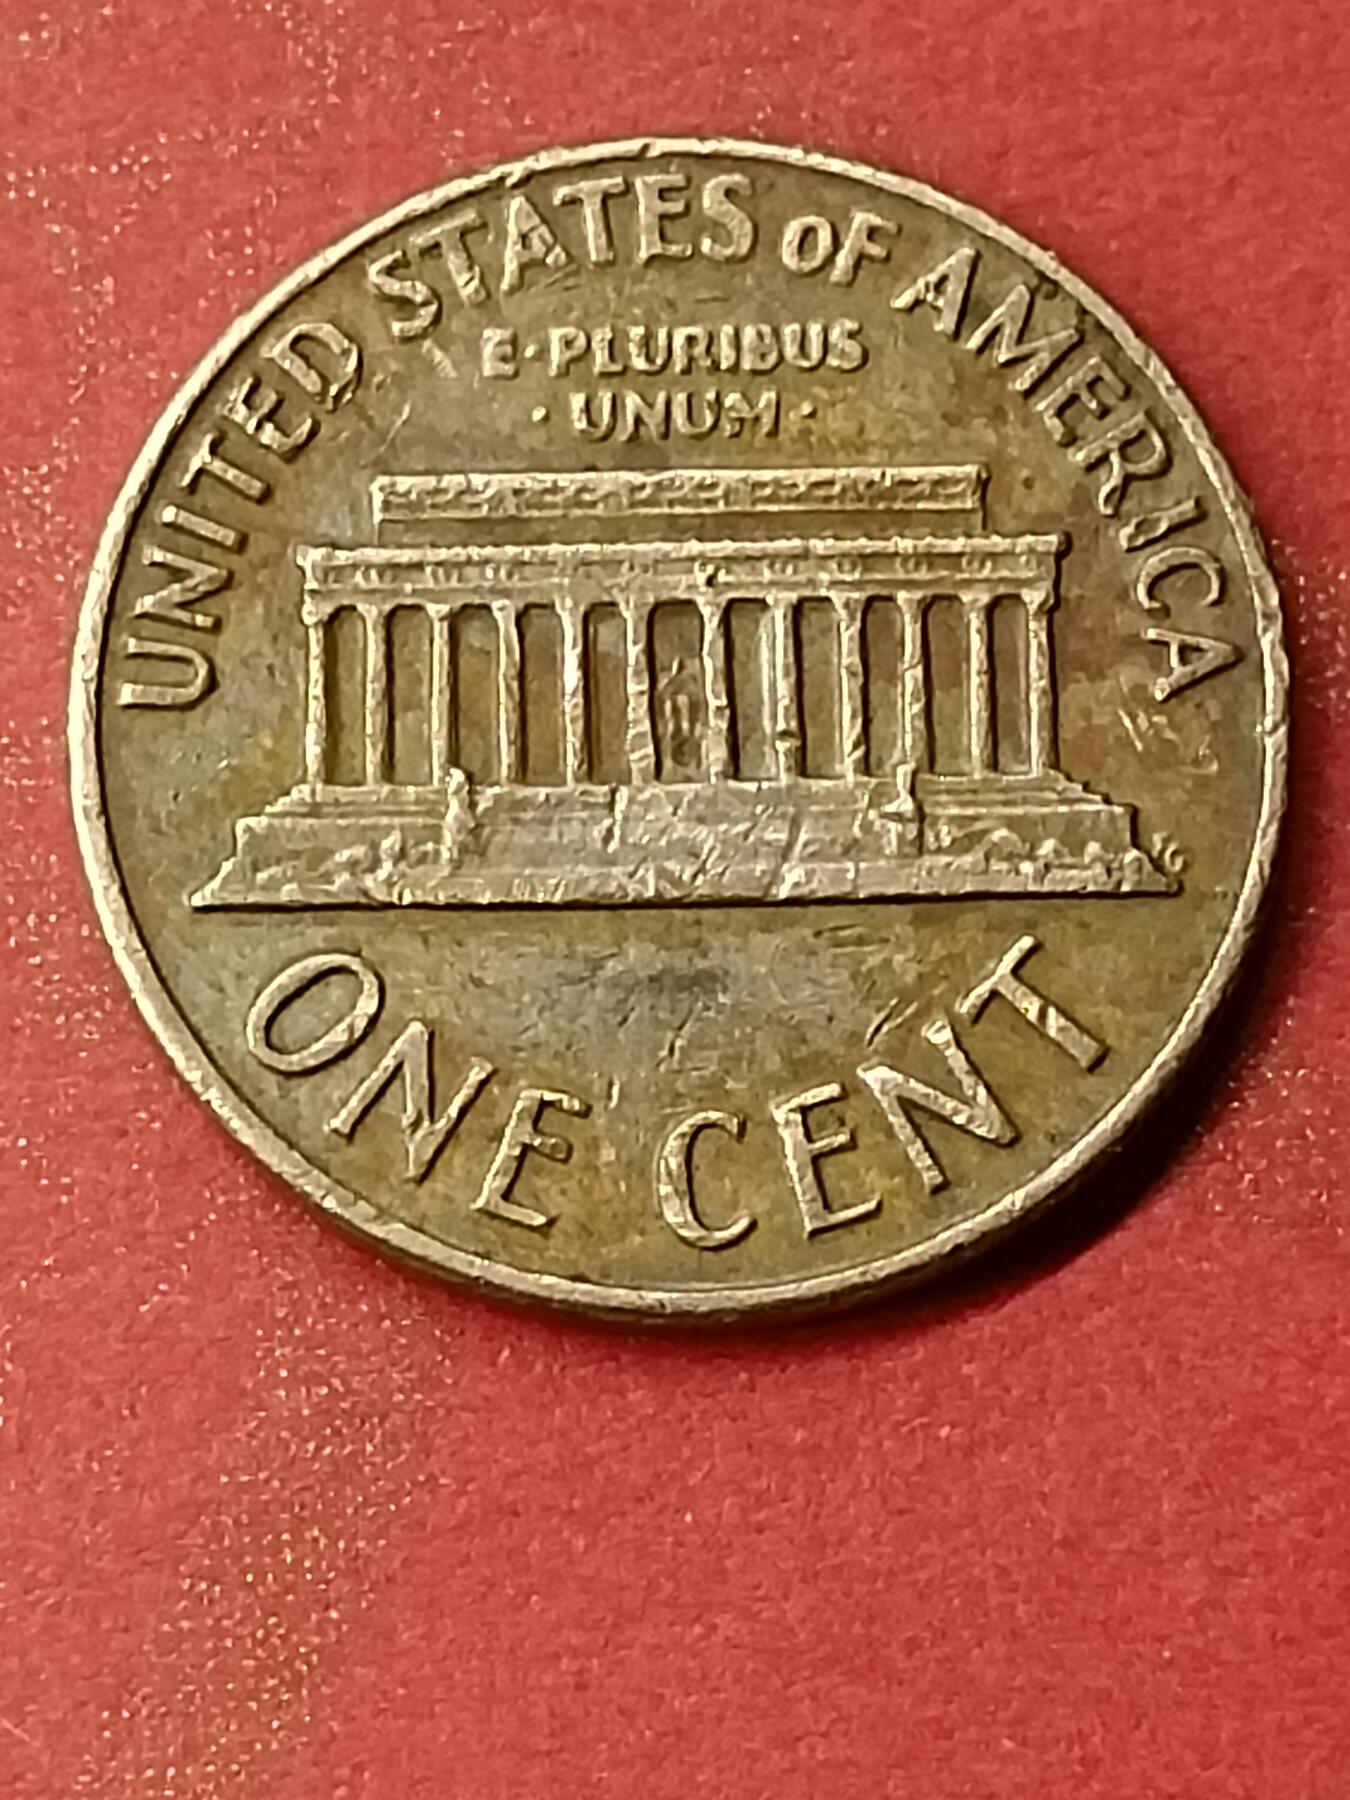 UNITED STATES OF AMERICA
E·PLURIBUS
·UNUM·
ONE CENT